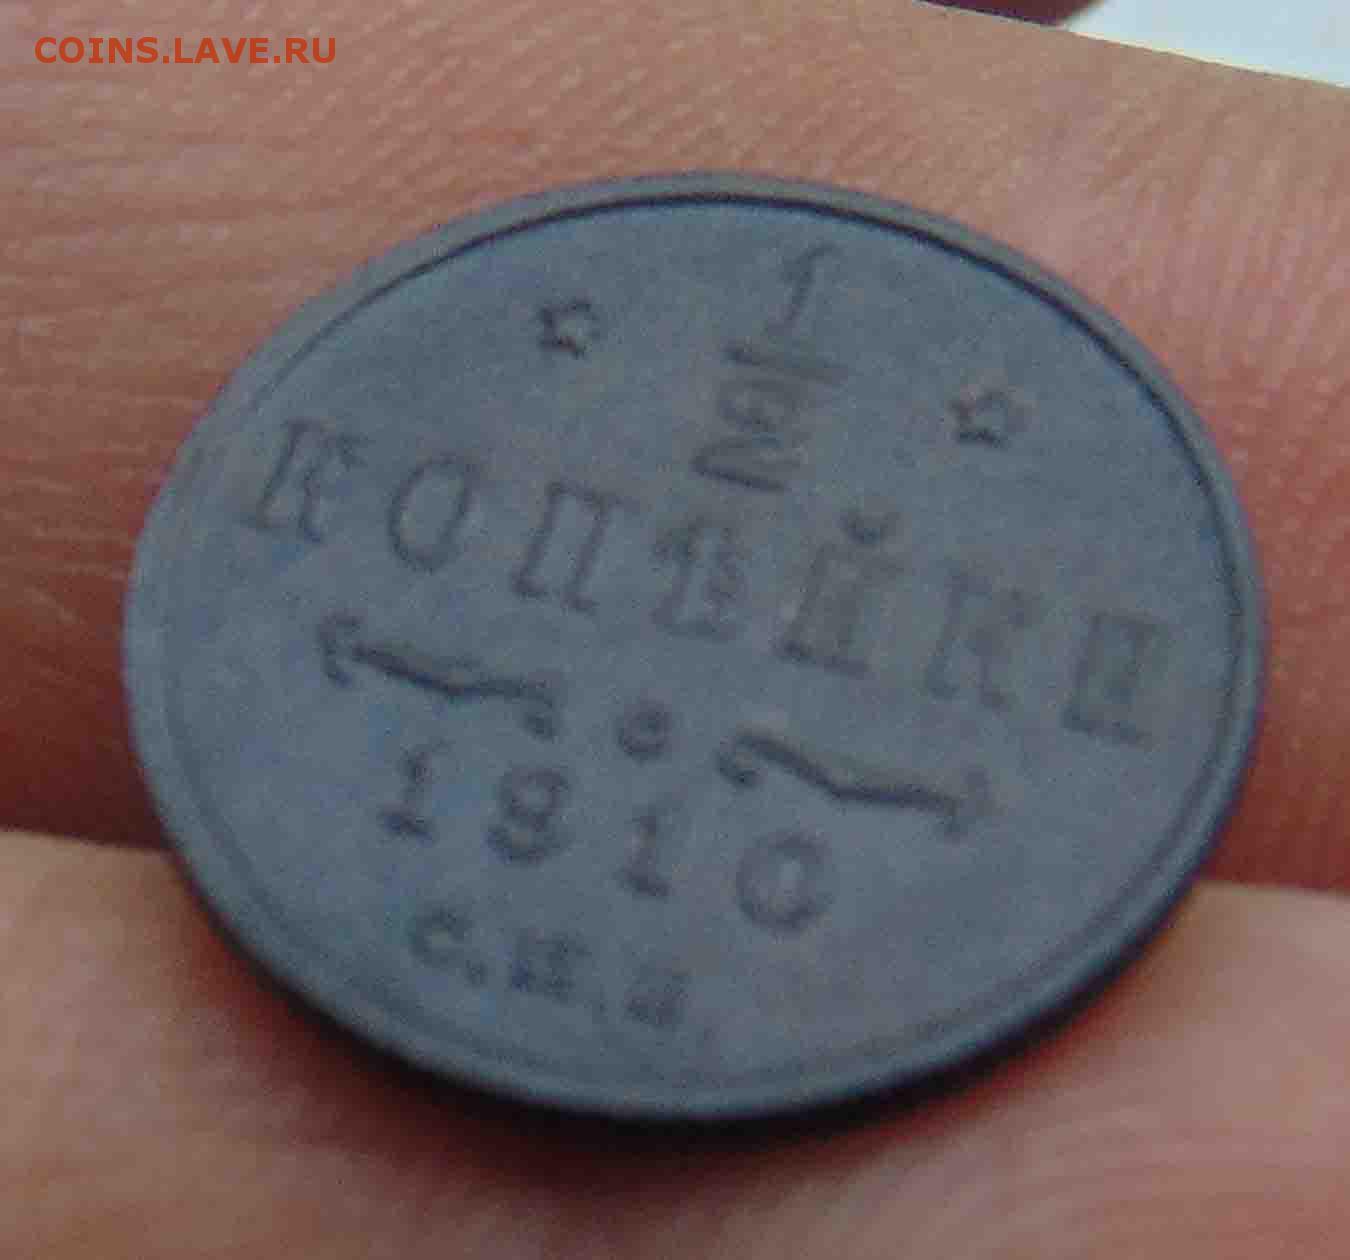 COINS.LAVE.RU
1/2
КОПѢЙКИ
1910
С.П.Б.